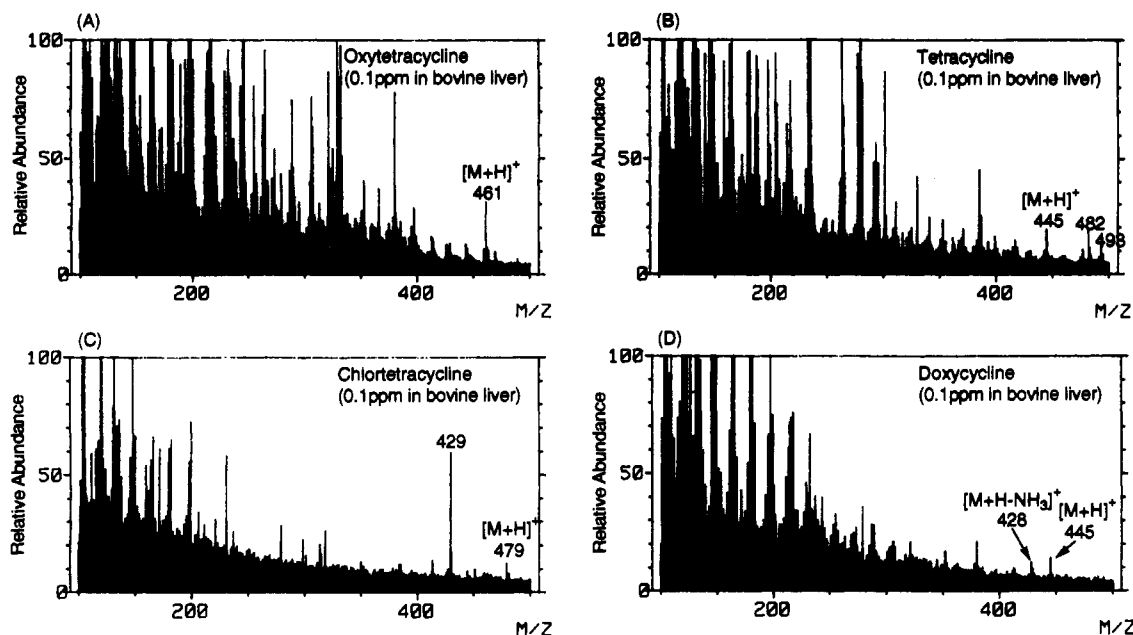 (A)
100
Oxytetracycline
(0.1ppm in bovine liver)
Relative Abundance
50
[M+H]+
461
0
200
400
M/Z
(B)
100
Tetracycline
(0.1ppm in bovine liver)
Relative Abundance
50
[M+H]+
445
482
498
0
200
400
M/Z
(C)
100
Chlortetracycline
(0.1ppm in bovine liver)
Relative Abundance
429
50
[M+H]+
479
0
200
400
M/Z
(D)
100
Doxycycline
(0.1ppm in bovine liver)
Relative Abundance
50
[M+H-NH₃]+
428
[M+H]+
445
0
200
400
M/Z